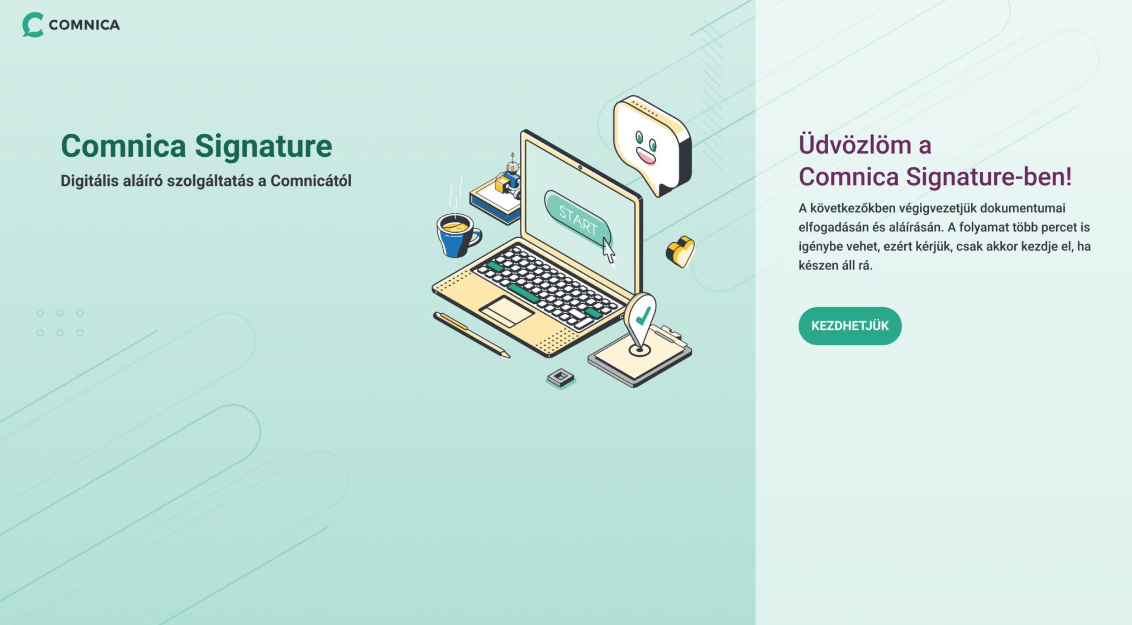 COMNICA
Comnica Signature
Digitális aláíró szolgáltatás a Comnicától
START
Üdvözlöm a
Comnica Signature-ben!
A következőkben végigvezetjük dokumentumai
elfogadásán és aláírásán. A folyamat több percet is
igénybe vehet, ezért kérjük, csak akkor kezdje el, ha
készen áll rá.
KEZDHETJÜK